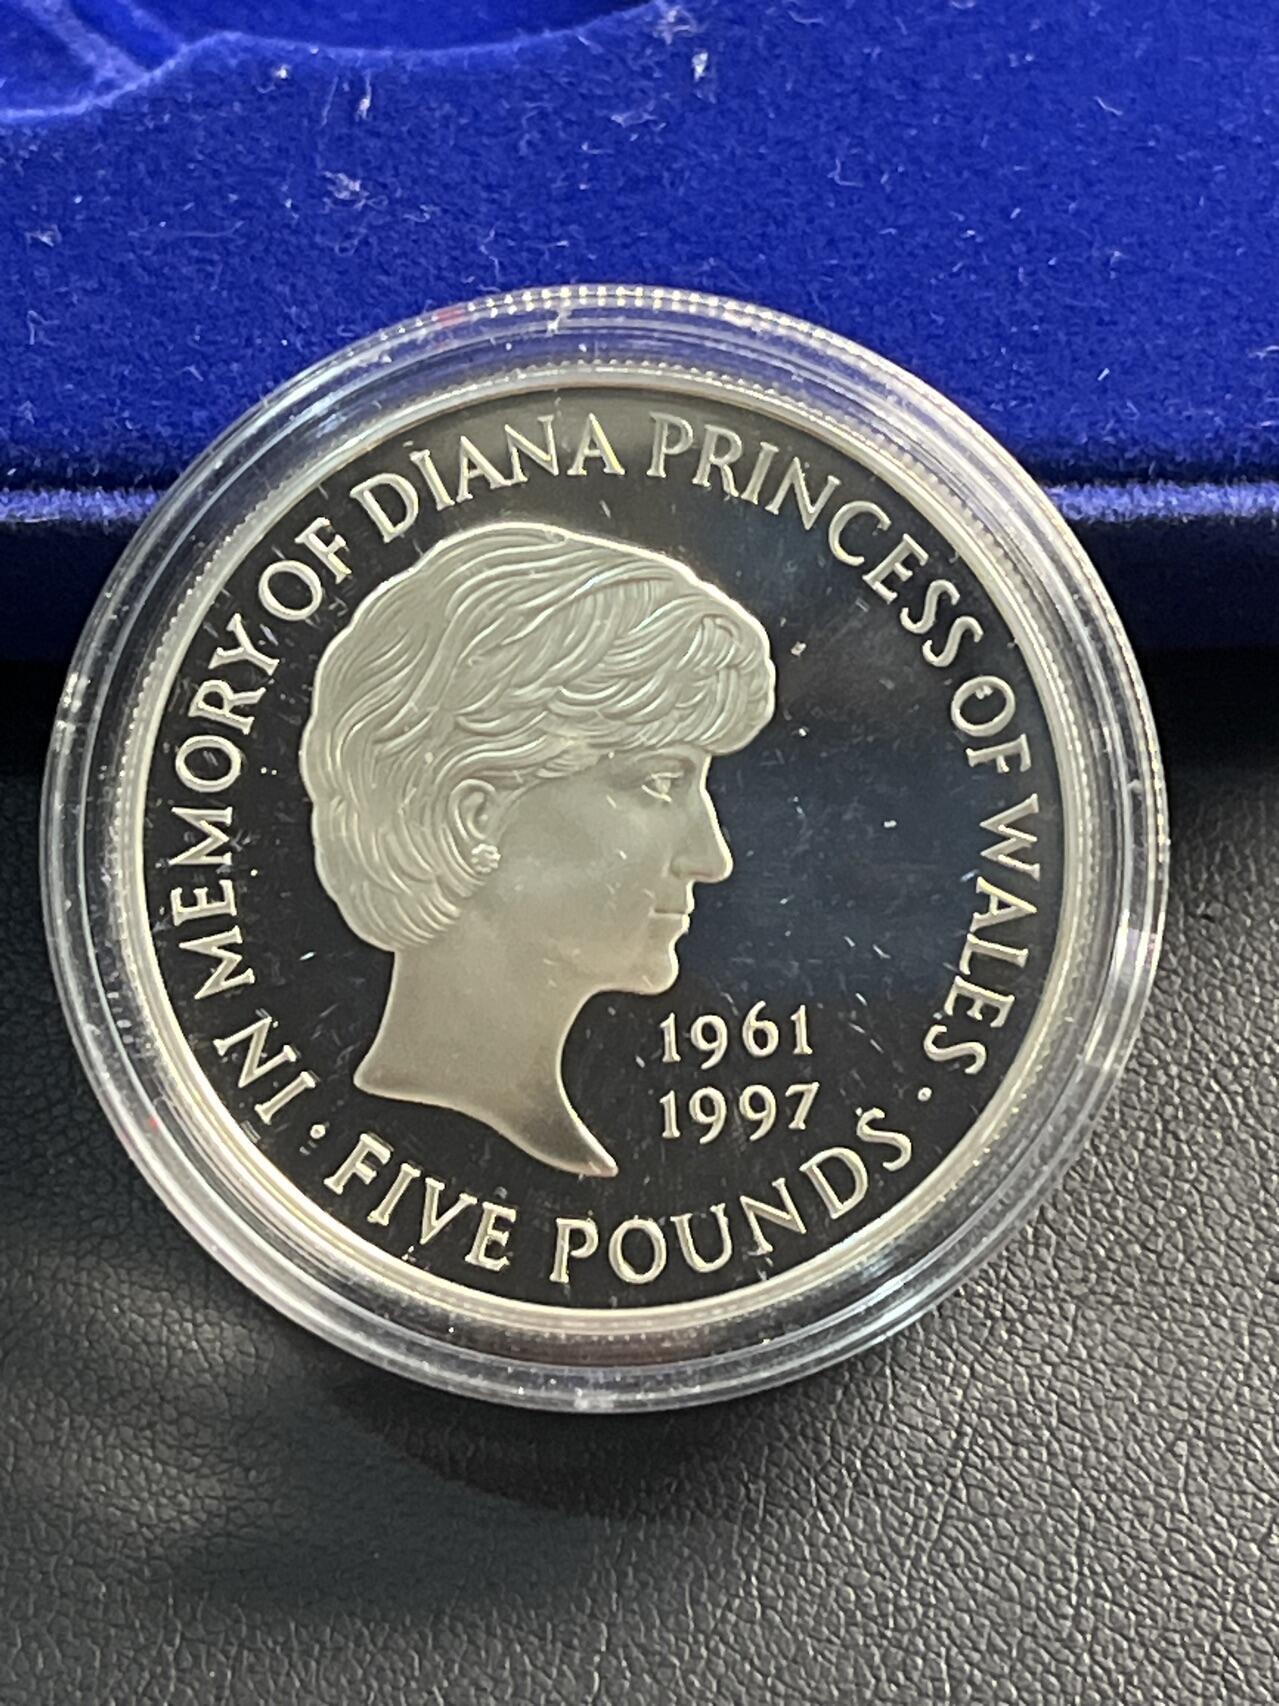 IN MEMORY OF DIANA PRINCESS OF WALES ·
1961
1997
FIVE POUNDS ·